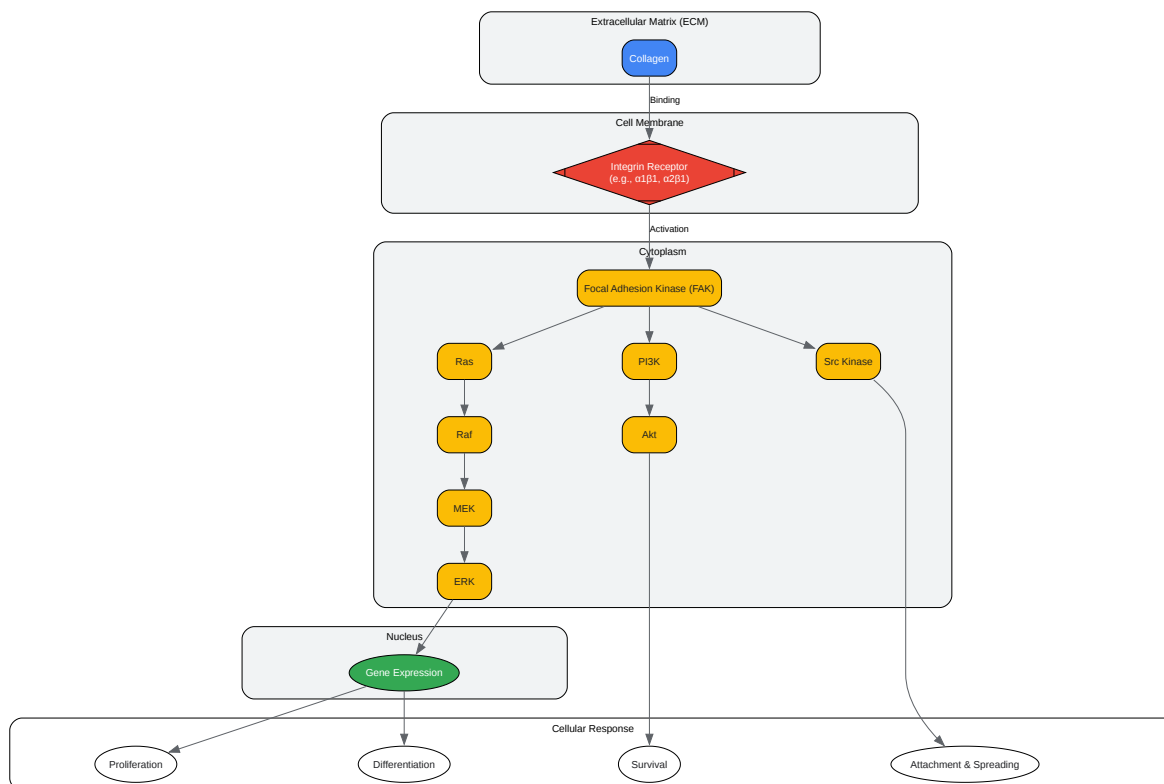 Extracellular Matrix (ECM)
Collagen
Binding
Cell Membrane
Integrin Receptor
(e.g., α1β1, α2β1)
Activation
Cytoplasm
Focal Adhesion Kinase (FAK)
Ras
PI3K
Src Kinase
Raf
Akt
MEK
ERK
Nucleus
Gene Expression
Cellular Response
Proliferation
Differentiation
Survival
Attachment & Spreading